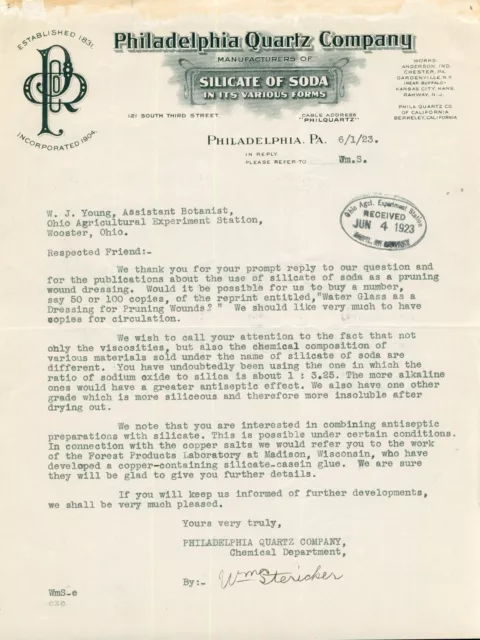 ESTABLISHED 1831.
PQCo
INCORPORATED 1904.
Philadelphia Quartz Company
MANUFACTURERS OF
SILICATE OF SODA
IN ITS VARIOUS FORMS
121 SOUTH THIRD STREET
CABLE ADDRESS
"PHILQUARTZ"
WORKS:
ANDERSON, IND.
CHESTER, PA.
GARDENVILLE, N.Y.
(NEAR BUFFALO)
KANSAS CITY, KANS.
RAHWAY, N.J.
PHILA. QUARTZ CO.
OF CALIFORNIA
BERKELEY, CALIFORNIA
PHILADELPHIA, PA. 6/1/23.
IN REPLY
PLEASE REFER TO Wm.S.
Ohio Agrl. Experiment Station
RECEIVED
JUN 4 1923
W. J. Young, Assistant Botanist,
Ohio Agricultural Experiment Station,
Wooster, Ohio.
Respected Friend:-
We thank you for your prompt reply to our question and
for the publications about the use of silicate of soda as a pruning
wound dressing. Would it be possible for us to buy a number,
say 50 or 100 copies, of the reprint entitled,"Water Glass as a
Dressing for Pruning Wounds? " We should like very much to have
copies for circulation.
We wish to call your attention to the fact that not
only the viscosities, but also the chemical composition of
various materials sold under the name of silicate of soda are
different. You have undoubtedly been using the one in which the
ratio of sodium oxide to silica is about 1 : 3.25. The more alkaline
ones would have a greater antiseptic effect. We also have one other
grade which is more siliceous and therefore more insoluble after
drying out.
We note that you are interested in combining antiseptic
preparations with silicate. This is possible under certain conditions.
In connection with the copper salts we would refer you to the work
of the Forest Products Laboratory at Madison, Wisconsin, who have
developed a copper-containing silicate-casein glue. We are sure
they will be glad to give you further details.
If you will keep us informed of further developments,
we shall be very much pleased.
Yours very truly,
PHILADELPHIA QUARTZ COMPANY,
Chemical Department,
By:- Wm Stericker
WmS-e